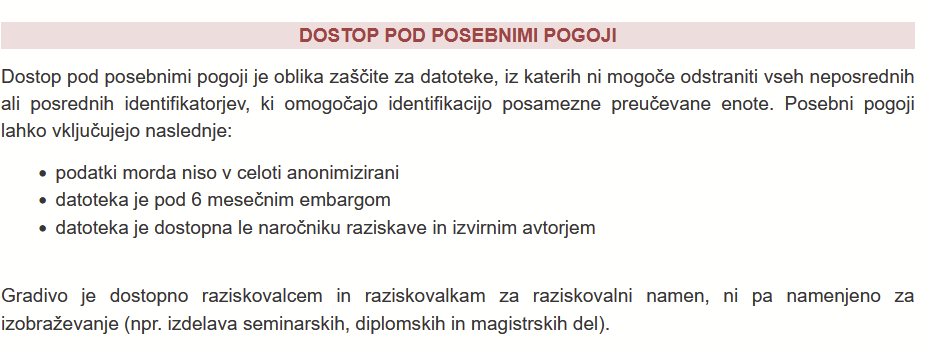 DOSTOP POD POSEBNIMI POGOJI
Dostop pod posebnimi pogoji je oblika zaščite za datoteke, iz katerih ni mogoče odstraniti vseh neposrednih
ali posrednih identifikatorjev, ki omogočajo identifikacijo posamezne preučevane enote. Posebni pogoji
lahko vključujejo naslednje:
• podatki morda niso v celoti anonimizirani
• datoteka je pod 6 mesečnim embargom
• datoteka je dostopna le naročniku raziskave in izvirnim avtorjem
Gradivo je dostopno raziskovalcem in raziskovalkam za raziskovalni namen, ni pa namenjeno za
izobraževanje (npr. izdelava seminarskih, diplomskih in magistrskih del).